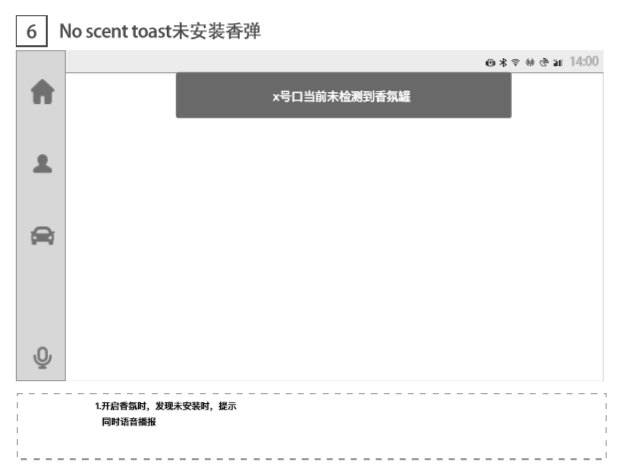 6 No scent toast未安装香弹
14:00
x号口当前未检测到香氛罐
1.开启香氛时，发现未安装时，提示
同时语音播报